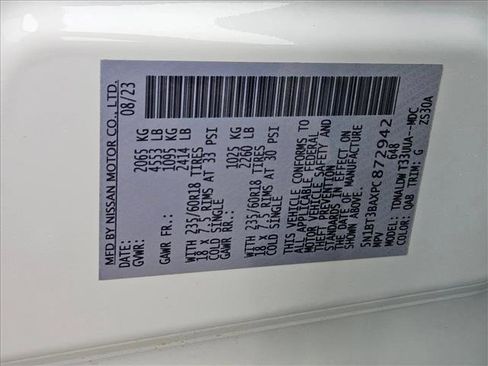 MFD BY NISSAN MOTOR CO., LTD.
DATE: 08/23
GVWR: 2065 KG
4553 LB
GAWR FR.: 1095 KG
2414 LB
WITH 235/60R18 TIRES
18 X 7.5 RIMS AT 33 PSI
COLD SINGLE
GAWR RR.: 1025 KG
2260 LB
WITH 235/60R18 TIRES
18 X 7.5 RIMS AT 30 PSI
COLD SINGLE
THIS VEHICLE CONFORMS TO
ALL APPLICABLE FEDERAL
MOTOR VEHICLE SAFETY AND
THEFT PREVENTION
STANDARDS IN EFFECT ON
THE DATE OF MANUFACTURE
SHOWN ABOVE.
5N1BT3BAXPC872942
MPV 648
MODEL: TDNALDW T33UUA--MDC
COLOR: QAB TRIM: G ZS30A